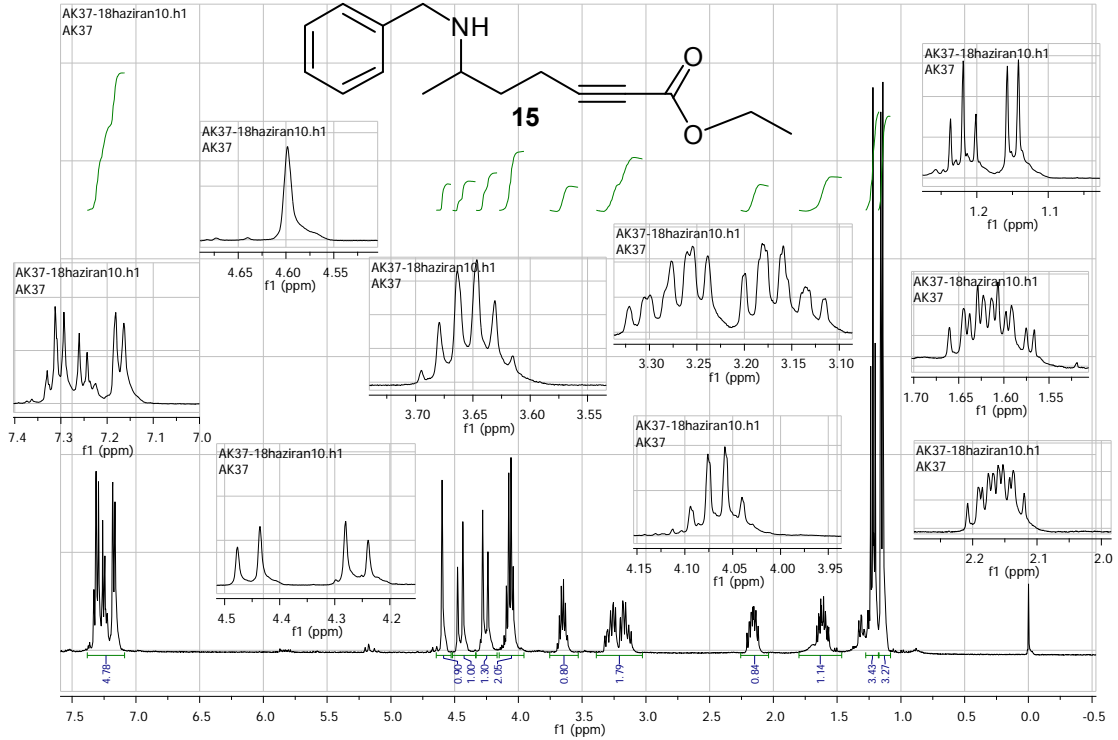 AK37-18haziran10.h1
AK37
NH
O
O
15
AK37-18haziran10.h1
AK37
1.2 1.1
f1 (ppm)
AK37-18haziran10.h1
AK37
4.65 4.60 4.55
f1 (ppm)
AK37-18haziran10.h1
AK37
3.30 3.25 3.20 3.15 3.10
f1 (ppm)
AK37-18haziran10.h1
AK37
7.4 7.3 7.2 7.1 7.0
f1 (ppm)
AK37-18haziran10.h1
AK37
3.70 3.65 3.60 3.55
f1 (ppm)
AK37-18haziran10.h1
AK37
1.70 1.65 1.60 1.55
f1 (ppm)
AK37-18haziran10.h1
AK37
4.5 4.4 4.3 4.2
f1 (ppm)
AK37-18haziran10.h1
AK37
4.15 4.10 4.05 4.00 3.95
f1 (ppm)
AK37-18haziran10.h1
AK37
2.2 2.1 2.0
f1 (ppm)
4.78 0.90 1.00 1.30 2.05 0.80 1.79 0.84 1.14 3.43 3.27
7.5 7.0 6.5 6.0 5.5 5.0 4.5 4.0 3.5 3.0 2.5 2.0 1.5 1.0 0.5 0.0 -0.5
f1 (ppm)